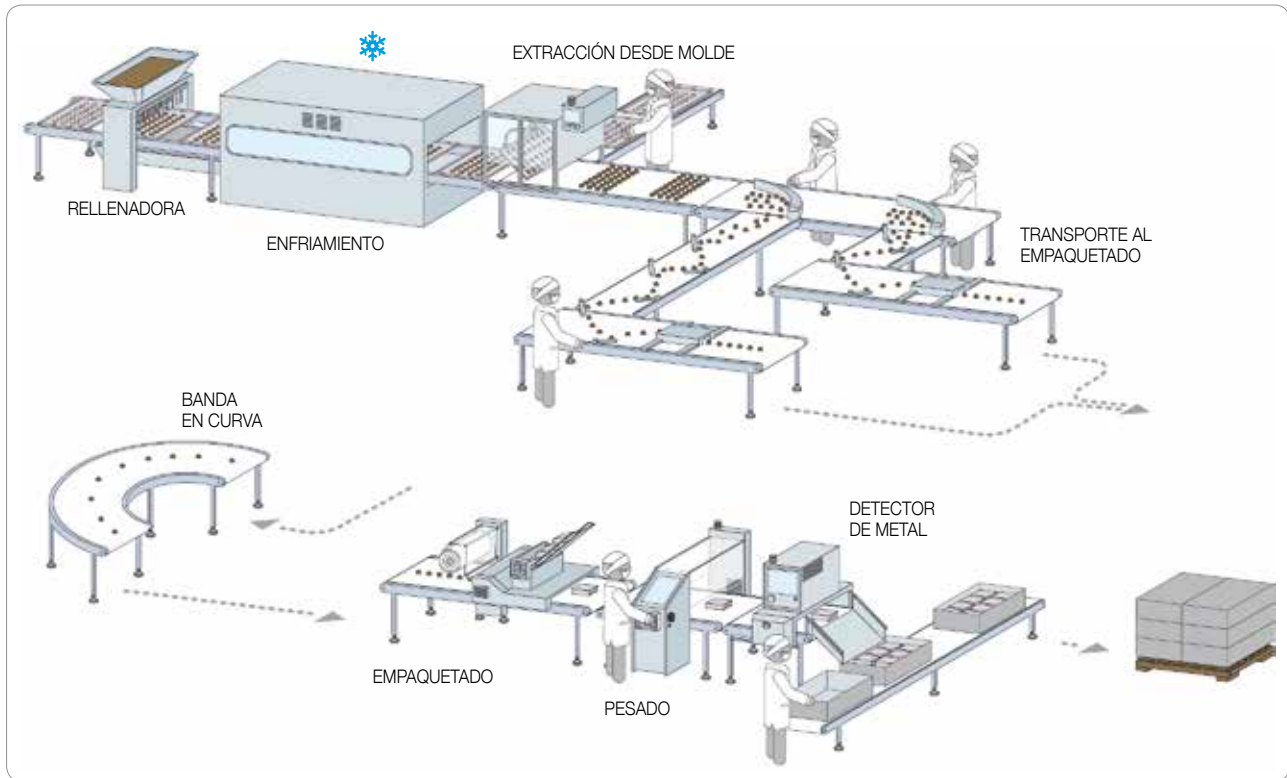 EXTRACCIÓN DESDE MOLDE
RELLENADORA
ENFRIAMIENTO
TRANSPORTE AL
EMPAQUETADO
BANDA
EN CURVA
DETECTOR
DE METAL
EMPAQUETADO
PESADO